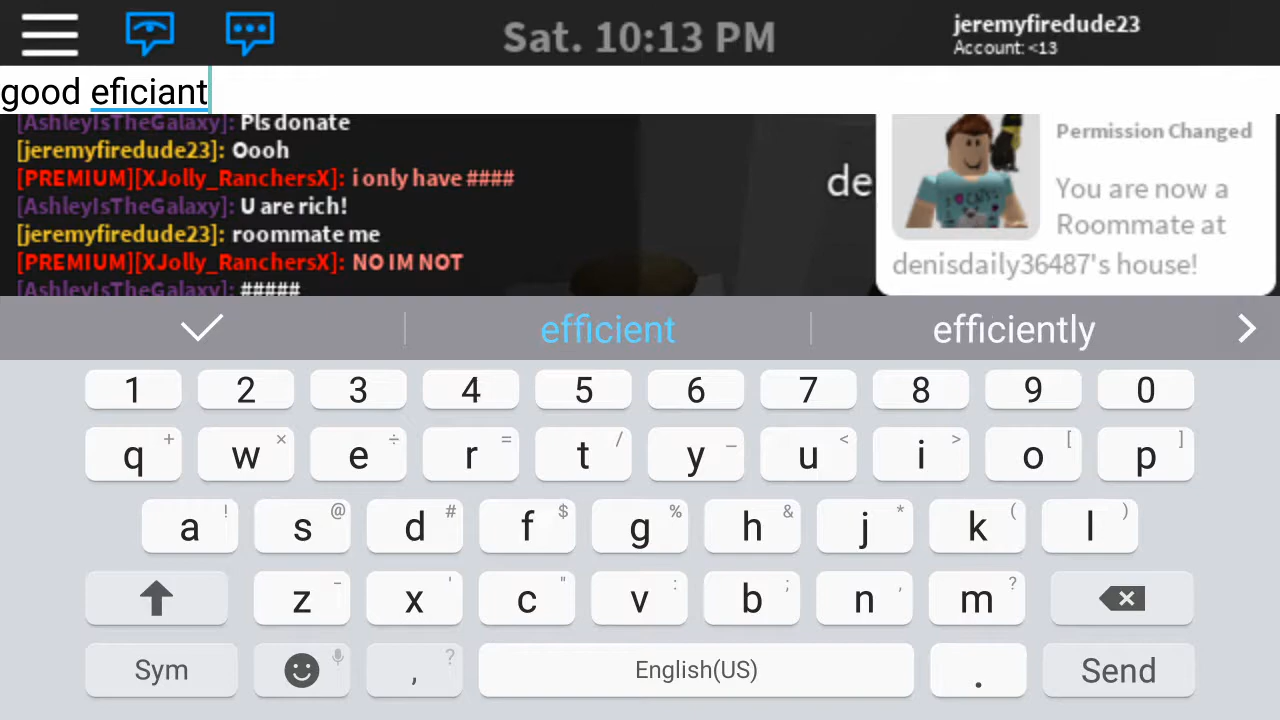 Sat. 10:13 PM
jeremyfiredude23
Account: <13
good eficiant
[AshleyIsTheGalaxy]: Pls donate
[jeremyfiredude23]: Oooh
[PREMIUM][XJolly_RanchersX]: i only have ####
[AshleyIsTheGalaxy]: U are rich!
[jeremyfiredude23]: roommate me
[PREMIUM][XJolly_RanchersX]: NO IM NOT
[AshleyIsTheGalaxy]: #####
de
Permission Changed
You are now a
Roommate at
denisdaily36487's house!
I CATS
efficient efficiently
1 2 3 4 5 6 7 8 9 0
+ × ÷ = / _ < > [ ]
q w e r t y u i o p
! @ # $ % & * ( )
a s d f g h j k l
- ' " : ; , ?
z x c v b n m
?
Sym , English(US) . Send